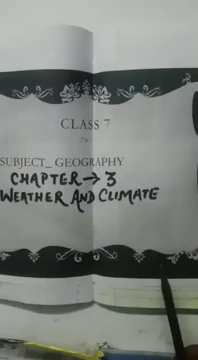 CLASS 7
SUBJECT_ GEOGRAPHY
CHAPTER → 3
WEATHER AND CLIMATE